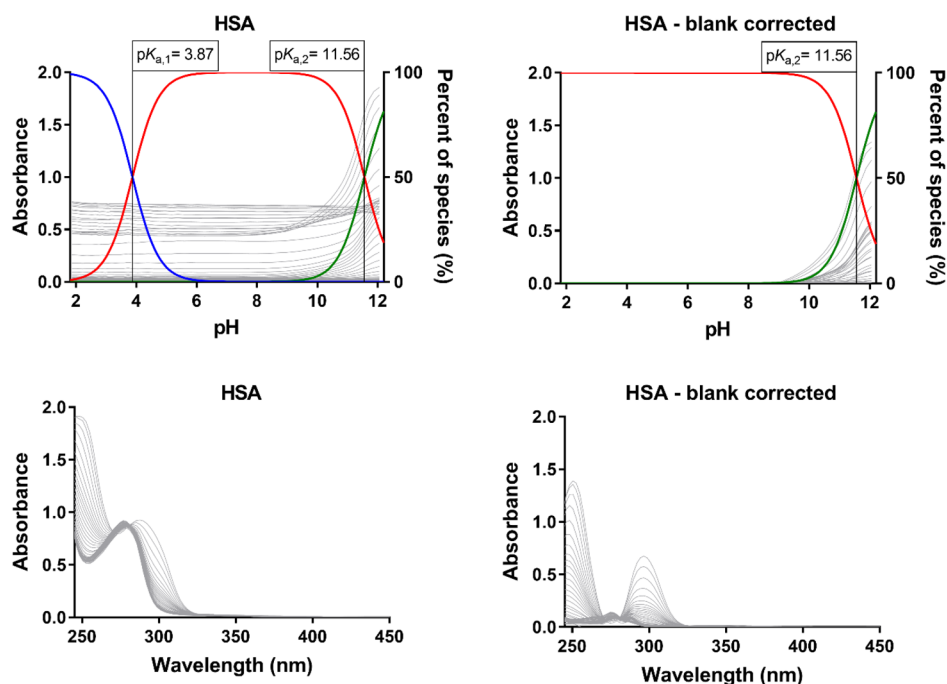 HSA
pKa,1= 3.87
pKa,2= 11.56
2.0
1.5
1.0
0.5
0.0
Absorbance
100
50
0
Percent of
species (%)
2 4 6 8 10 12
pH
HSA - blank corrected
pKa,2= 11.56
2.0
1.5
1.0
0.5
0.0
Absorbance
100
50
0
Percent of
species (%)
2 4 6 8 10 12
pH
HSA
2.0
1.5
1.0
0.5
0.0
Absorbance
250 300 350 400 450
Wavelength (nm)
HSA - blank corrected
2.0
1.5
1.0
0.5
0.0
Absorbance
250 300 350 400 450
Wavelength (nm)